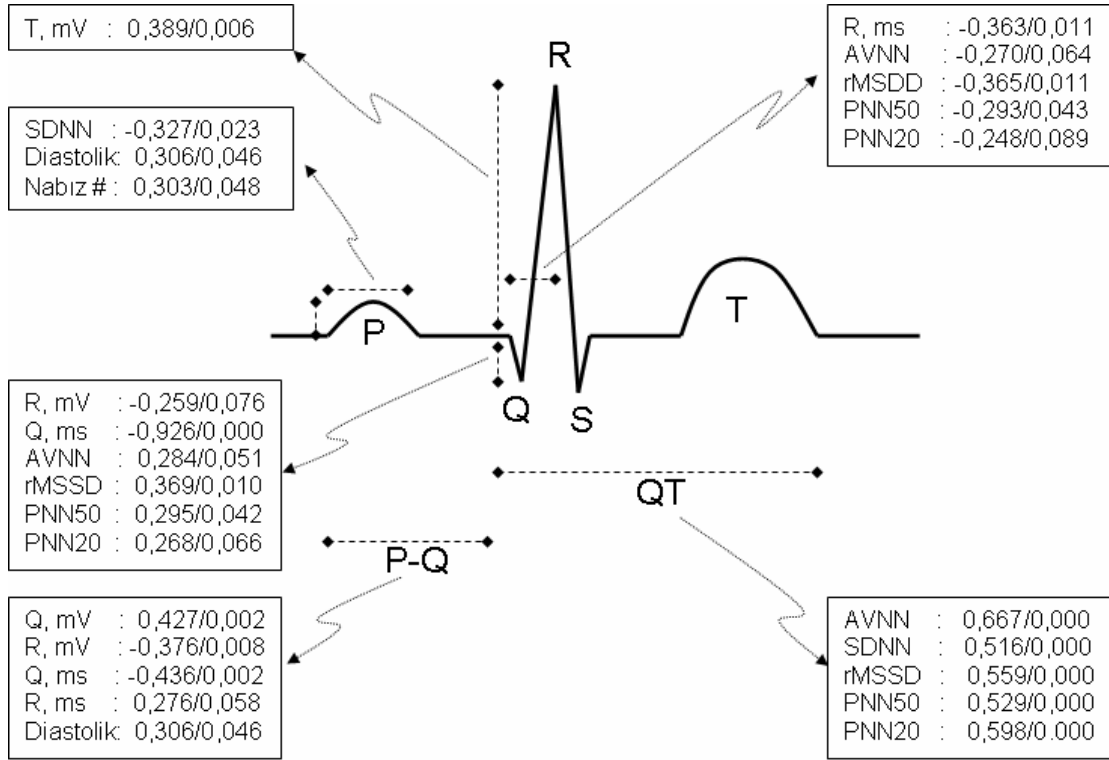 T, mV : 0,389/0,006
SDNN : -0,327/0,023
Diastolik: 0,306/0,046
Nabız # : 0,303/0,048
R, ms : -0,363/0,011
AVNN : -0,270/0,064
rMSDD : -0,365/0,011
PNN50 : -0,293/0,043
PNN20 : -0,248/0,089
R
P
T
Q
S
R, mV : -0,259/0,076
Q, ms : -0,926/0,000
AVNN : 0,284/0,051
rMSSD : 0,369/0,010
PNN50 : 0,295/0,042
PNN20 : 0,268/0,066
QT
P-Q
Q, mV : 0,427/0,002
R, mV : -0,376/0,008
Q, ms : -0,436/0,002
R, ms : 0,276/0,058
Diastolik: 0,306/0,046
AVNN : 0,667/0,000
SDNN : 0,516/0,000
rMSSD : 0,559/0,000
PNN50 : 0,529/0,000
PNN20 : 0,598/0.000